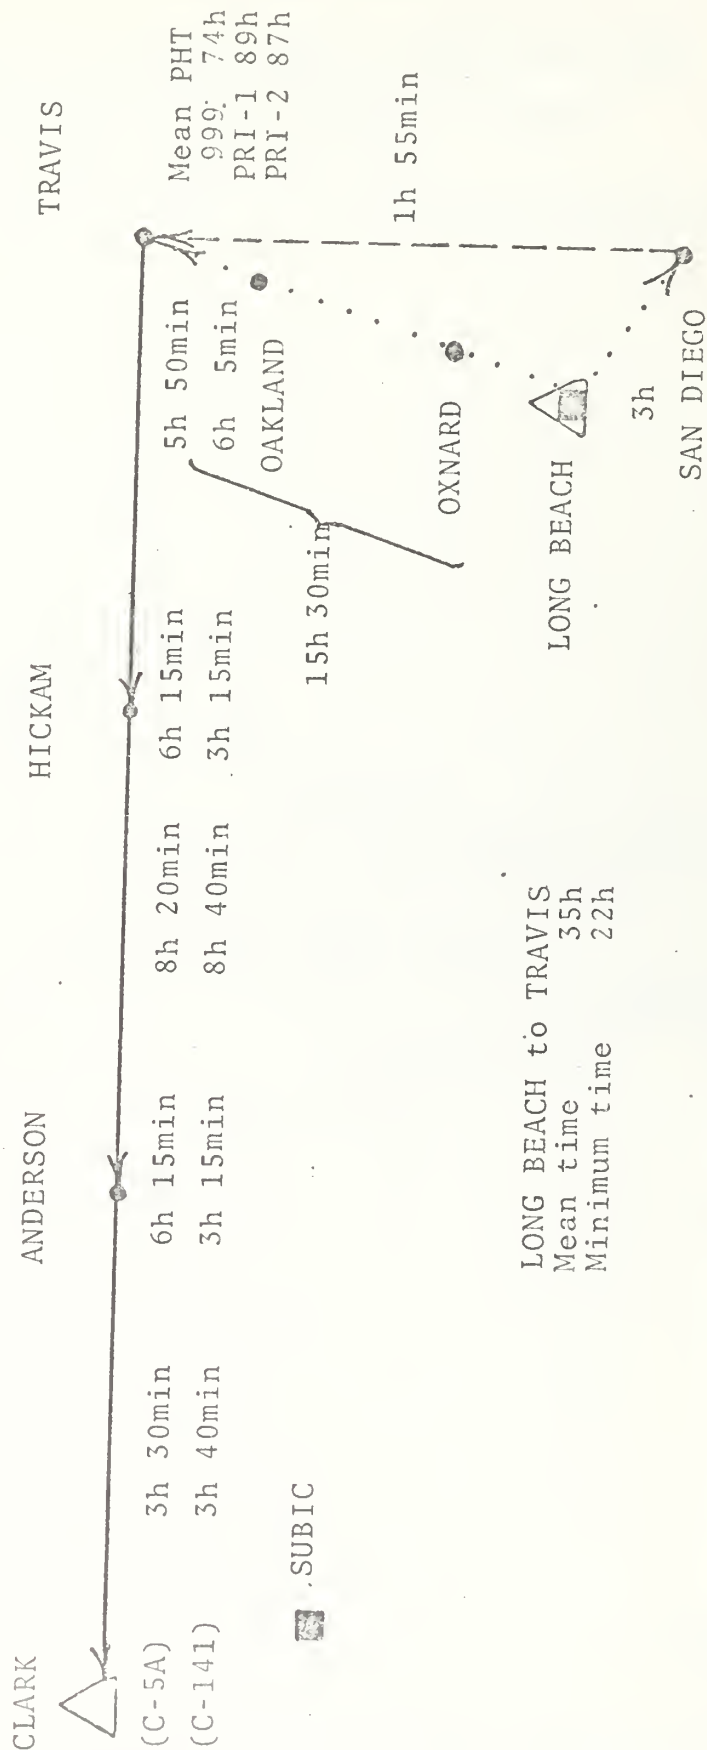 CLARK
ANDERSON
HICKAM
TRAVIS
(C-5A)
3h 30min
6h 15min
8h 20min
6h 15min
5h 50min
(C-141)
3h 40min
3h 15min
8h 40min
3h 15min
6h 5min
Mean PHT
999: 74h
PRI-1 89h
PRI-2 87h
OAKLAND
SUBIC
15h 30min
1h 55min
OXNARD
LONG BEACH
3h
SAN DIEGO
LONG BEACH to TRAVIS
Mean time 35h
Minimum time 22h